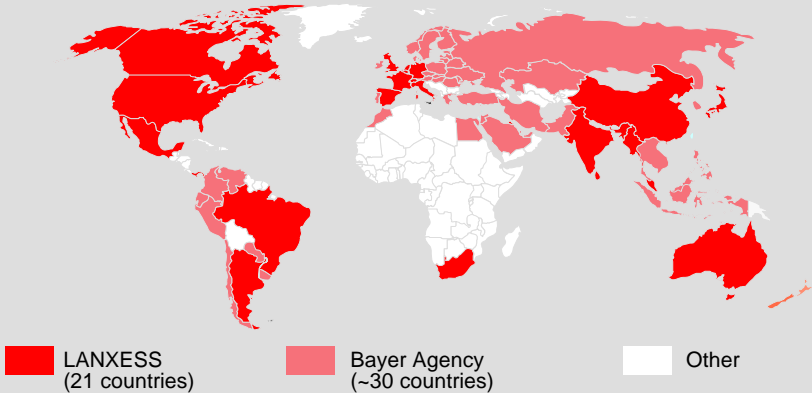 LANXESS
(21 countries)
Bayer Agency
(~30 countries)
Other